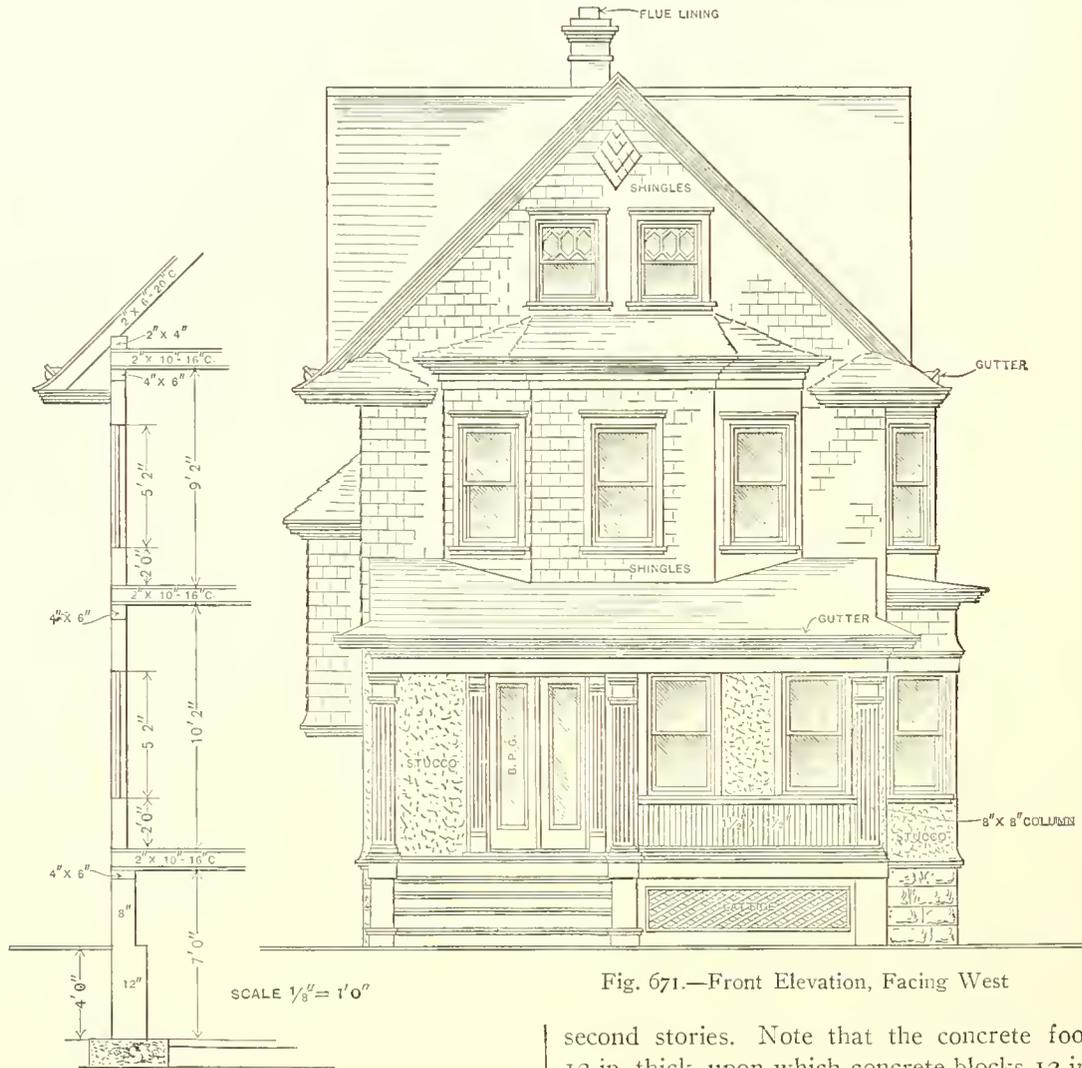 FLUE LINING
SHINGLES
2" X 6"-20"C
2" X 4"
2" X 10"-16"C.
4" X 6"
GUTTER
5' 2"
9' 2"
2' 0"
SHINGLES
2" X 10"-16"C.
4" X 6"
GUTTER
5' 2"
10' 2"
STUCCO
B.P.G.
8" X 8" COLUMN
STUCCO
2' 0"
2" X 10"-16"C
4" X 6"
8"
LATTICE
7' 0"
4' 0"
12"
SCALE 1/8" = 1' 0"
Fig. 671.—Front Elevation, Facing West
second stories. Note that the concrete foo
12 in. thick upon which concrete blocks 12 in